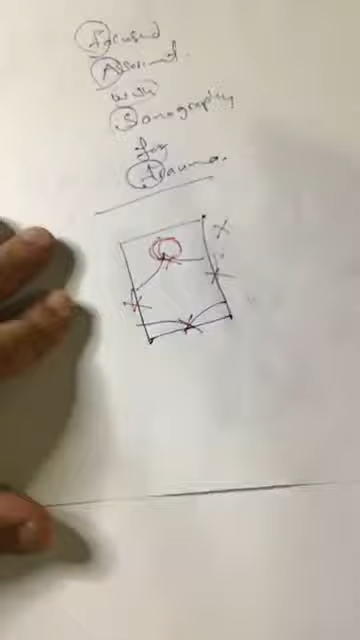 Focused
Assessment
with
Sonography
for
Trauma.
X